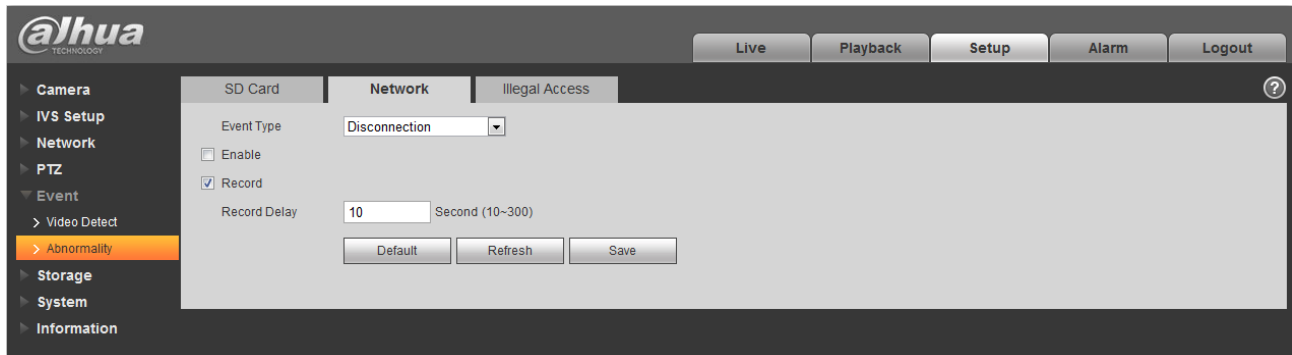 alhua
TECHNOLOGY
Live Playback Setup Alarm Logout
Camera
IVS Setup
Network
PTZ
Event
> Video Detect
> Abnormality
Storage
System
Information
SD Card Network Illegal Access ?
Event Type Disconnection
Enable
Record
Record Delay 10 Second (10~300)
Default Refresh Save